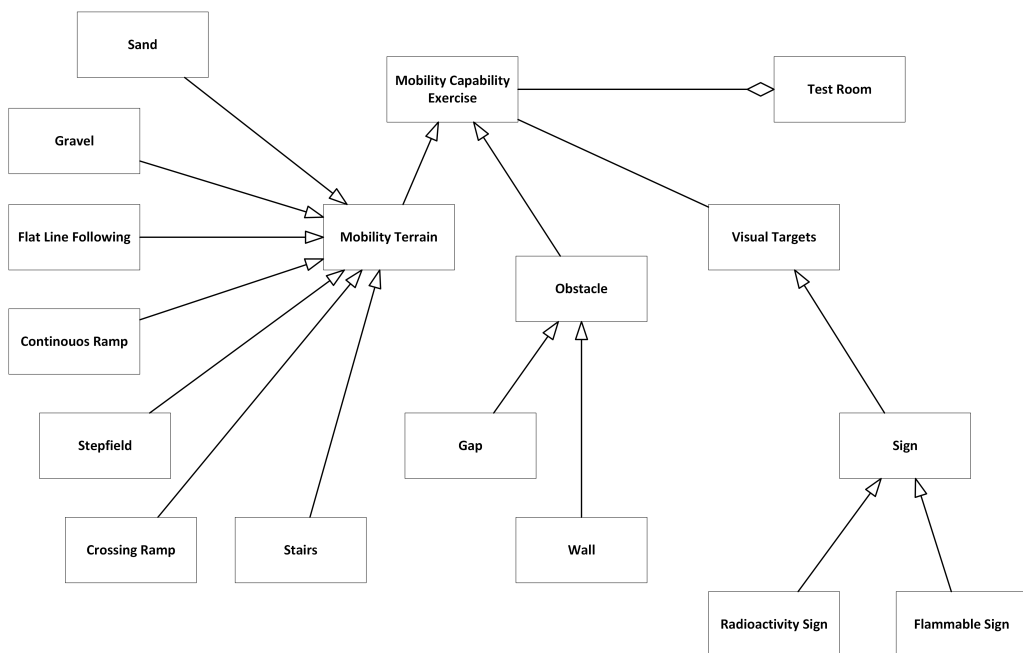 Sand
Mobility Capability
Exercise
Test Room
Gravel
Flat Line Following
Mobility Terrain
Visual Targets
Obstacle
Continouos Ramp
Stepfield
Gap
Sign
Crossing Ramp
Stairs
Wall
Radioactivity Sign
Flammable Sign